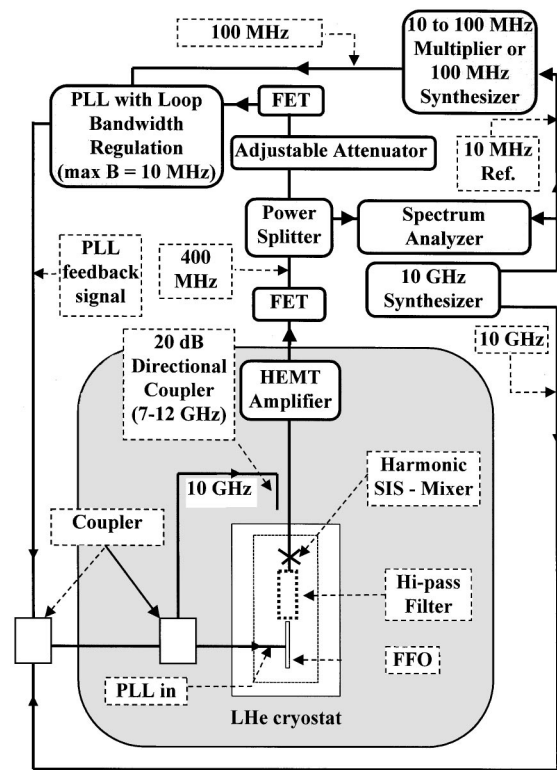 100 MHz
10 to 100 MHz
Multiplier or
100 MHz
Synthesizer
PLL with Loop
Bandwidth
Regulation
(max B = 10 MHz)
FET
Adjustable Attenuator
10 MHz
Ref.
Power
Splitter
Spectrum
Analyzer
PLL
feedback
signal
400
MHz
10 GHz
Synthesizer
FET
20 dB
Directional
Coupler
(7-12 GHz)
HEMT
Amplifier
10 GHz
10 GHz
Harmonic
SIS - Mixer
Coupler
Hi-pass
Filter
FFO
PLL in
LHe cryostat